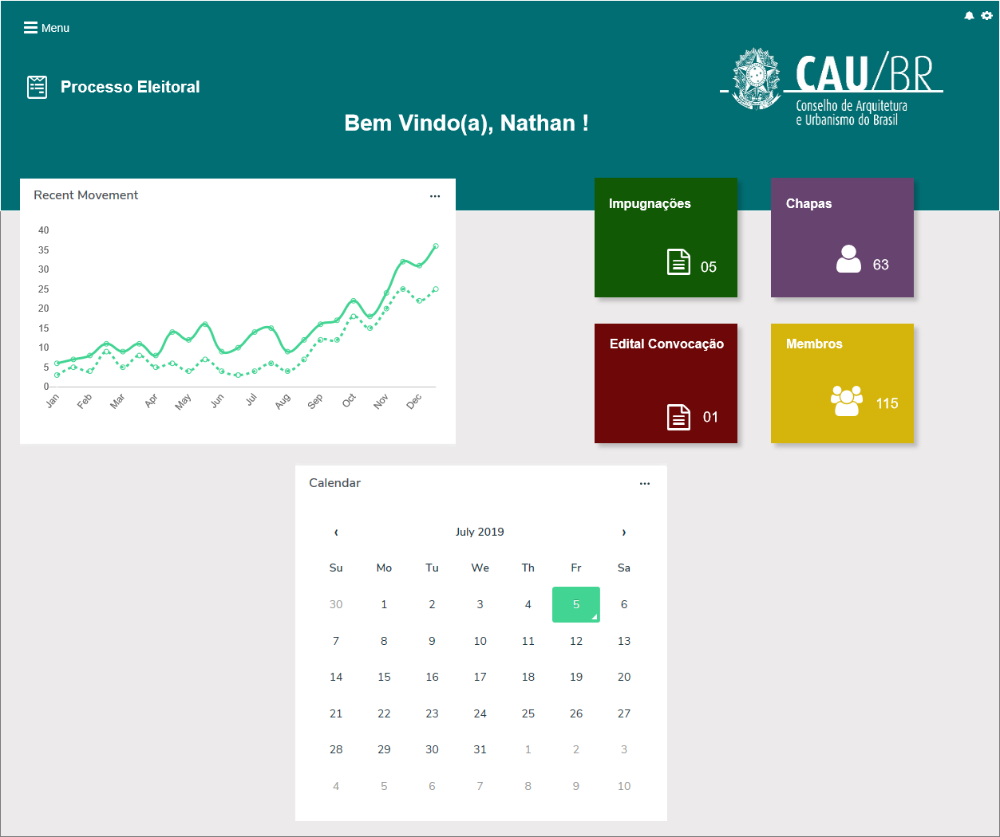 Menu
Processo Eleitoral
CAU/BR
Conselho de Arquitetura
e Urbanismo do Brasil
Bem Vindo(a), Nathan !
Recent Movement
...
40
35
30
25
20
15
10
5
0
Jan Feb Mar Apr May Jun Jul Aug Sep Oct Nov Dec
Impugnações
05
Chapas
63
Edital Convocação
01
Membros
115
Calendar
...
‹ July 2019 ›
Su Mo Tu We Th Fr Sa
30 1 2 3 4 5 6
7 8 9 10 11 12 13
14 15 16 17 18 19 20
21 22 23 24 25 26 27
28 29 30 31 1 2 3
4 5 6 7 8 9 10